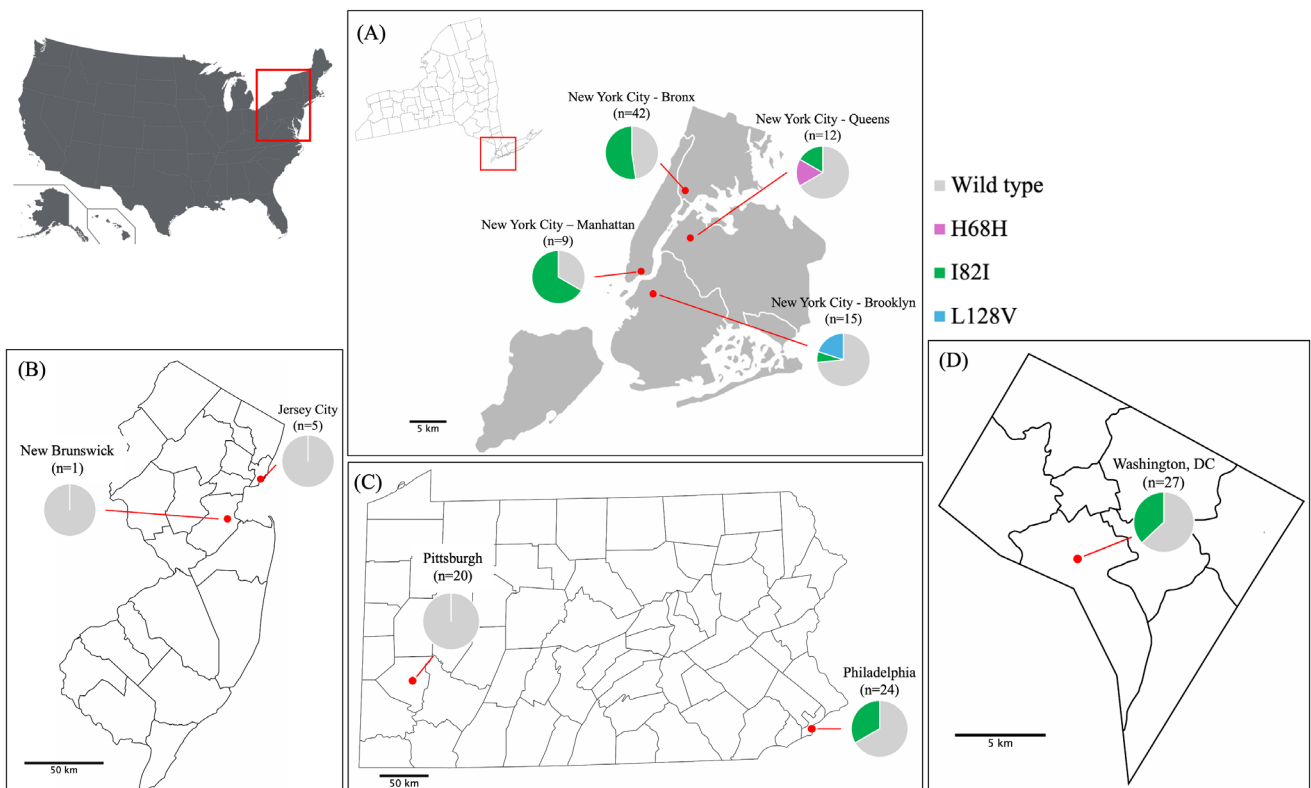 (A)
New York City - Bronx
(n=42)
New York City - Queens
(n=12)
New York City – Manhattan
(n=9)
New York City - Brooklyn
(n=15)
5 km
Wild type
H68H
I82I
L128V
(B)
Jersey City
(n=5)
New Brunswick
(n=1)
50 km
(C)
Pittsburgh
(n=20)
Philadelphia
(n=24)
50 km
(D)
Washington, DC
(n=27)
5 km